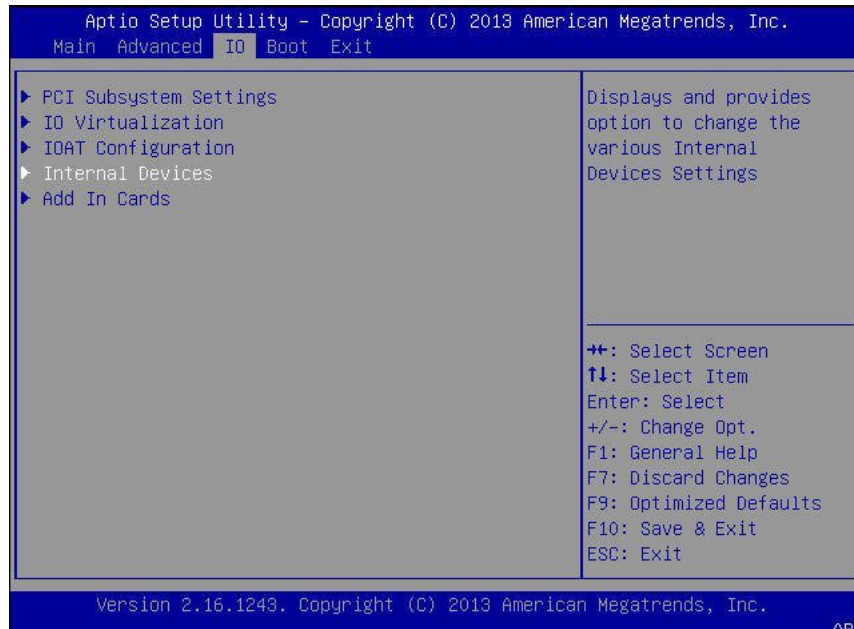 Aptio Setup Utility – Copyright (C) 2013 American Megatrends, Inc.
Main Advanced IO Boot Exit
PCI Subsystem Settings
IO Virtualization
IOAT Configuration
Internal Devices
Add In Cards
Displays and provides
option to change the
various Internal
Devices Settings
→←: Select Screen
↑↓: Select Item
Enter: Select
+/-: Change Opt.
F1: General Help
F7: Discard Changes
F9: Optimized Defaults
F10: Save & Exit
ESC: Exit
Version 2.16.1243. Copyright (C) 2013 American Megatrends, Inc.